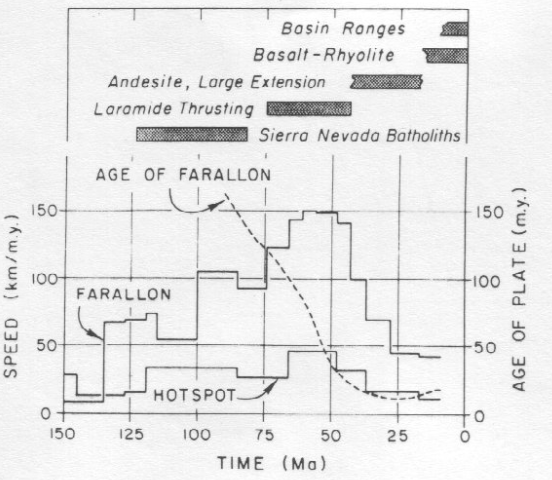 Basin Ranges
Basalt-Rhyolite
Andesite, Large Extension
Laramide Thrusting
Sierra Nevada Batholiths
AGE OF FARALLON
150
100
50
0
SPEED (km/m.y.)
FARALLON
HOTSPOT
150
100
50
0
AGE OF PLATE (m.y.)
150 125 100 75 50 25 0
TIME (Ma)